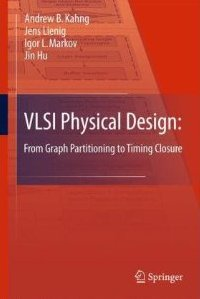 Andrew B. Kahng
Jens Lienig
Igor L. Markov
Jin Hu
VLSI Physical Design:
From Graph Partitioning to Timing Closure
Springer